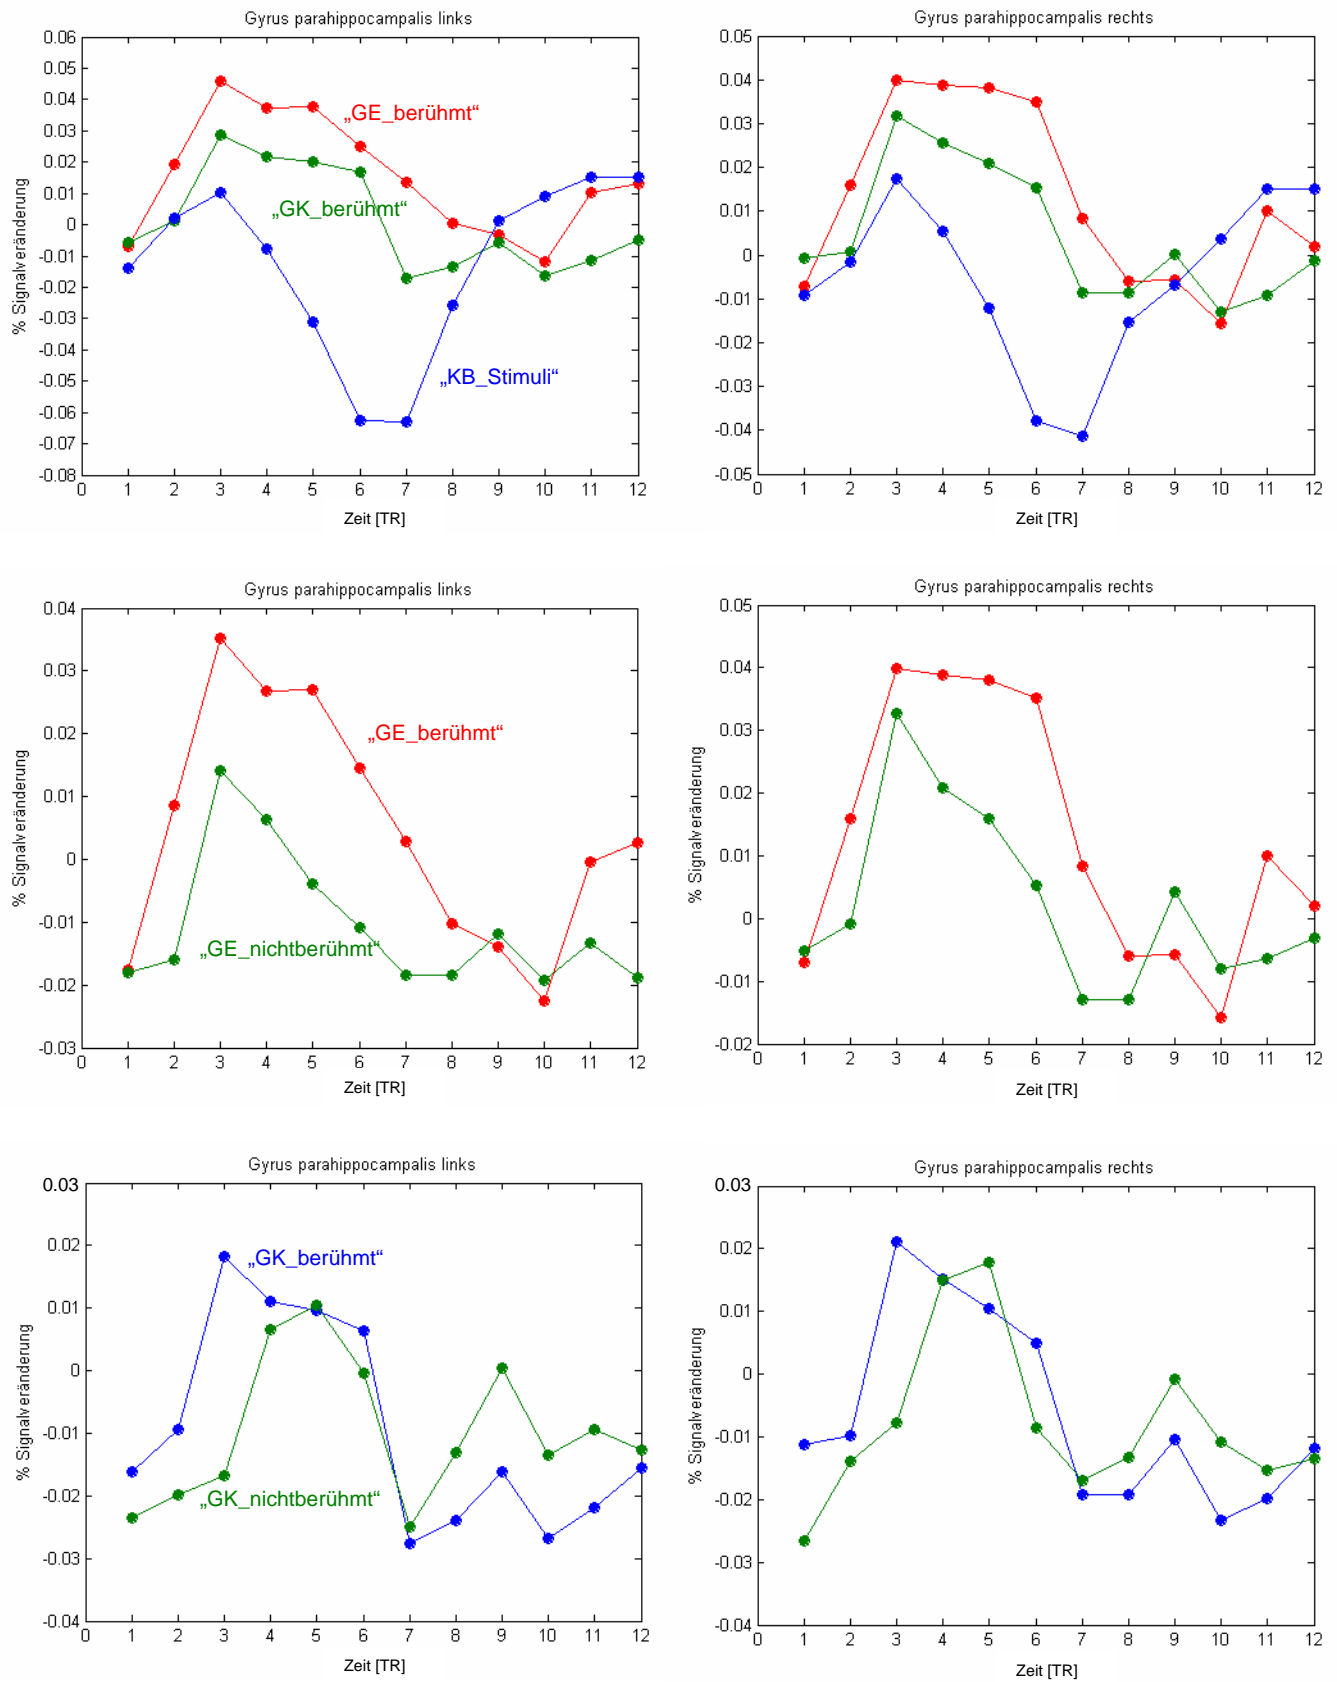 Gyrus parahippocampalis links
0.06
0.05
0.04
0.03
0.02
0.01
0
-0.01
-0.02
-0.03
-0.04
-0.05
-0.06
-0.07
-0.08
% Signalveränderung
„GE_berühmt“
„GK_berühmt“
„KB_Stimuli“
0 1 2 3 4 5 6 7 8 9 10 11 12
Zeit [TR]
Gyrus parahippocampalis rechts
0.05
0.04
0.03
0.02
0.01
0
-0.01
-0.02
-0.03
-0.04
-0.05
% Signalveränderung
0 1 2 3 4 5 6 7 8 9 10 11 12
Zeit [TR]
Gyrus parahippocampalis links
0.04
0.03
0.02
0.01
0
-0.01
-0.02
-0.03
% Signalveränderung
„GE_berühmt“
„GE_nichtberühmt“
0 1 2 3 4 5 6 7 8 9 10 11 12
Zeit [TR]
Gyrus parahippocampalis rechts
0.05
0.04
0.03
0.02
0.01
0
-0.01
-0.02
% Signalveränderung
0 1 2 3 4 5 6 7 8 9 10 11 12
Zeit [TR]
Gyrus parahippocampalis links
0.03
0.02
0.01
0
-0.01
-0.02
-0.03
-0.04
% Signalveränderung
„GK_berühmt“
„GK_nichtberühmt“
0 1 2 3 4 5 6 7 8 9 10 11 12
Zeit [TR]
Gyrus parahippocampalis rechts
0.03
0.02
0.01
0
-0.01
-0.02
-0.03
-0.04
% Signalveränderung
0 1 2 3 4 5 6 7 8 9 10 11 12
Zeit [TR]